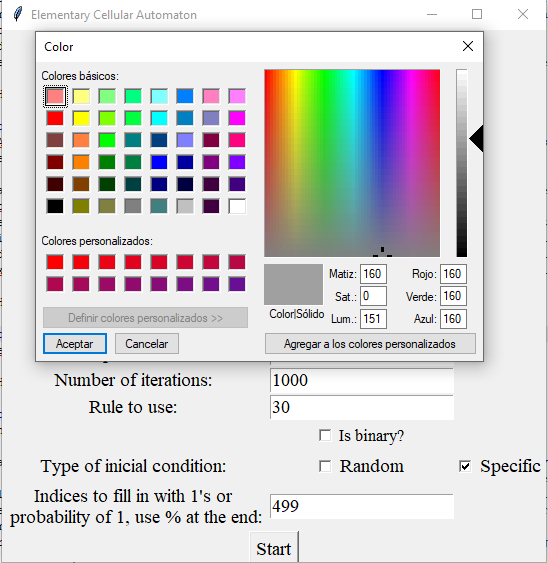 Elementary Cellular Automaton
Color
Colores básicos:
Colores personalizados:
Definir colores personalizados >>
Aceptar Cancelar
Color|Sólido
Matiz: 160 Rojo: 160
Sat.: 0 Verde: 160
Lum.: 151 Azul: 160
Agregar a los colores personalizados
Number of iterations: 1000
Rule to use: 30
Is binary?
Type of inicial condition: Random Specific
Indices to fill in with 1's or
probability of 1, use % at the end: 499
Start